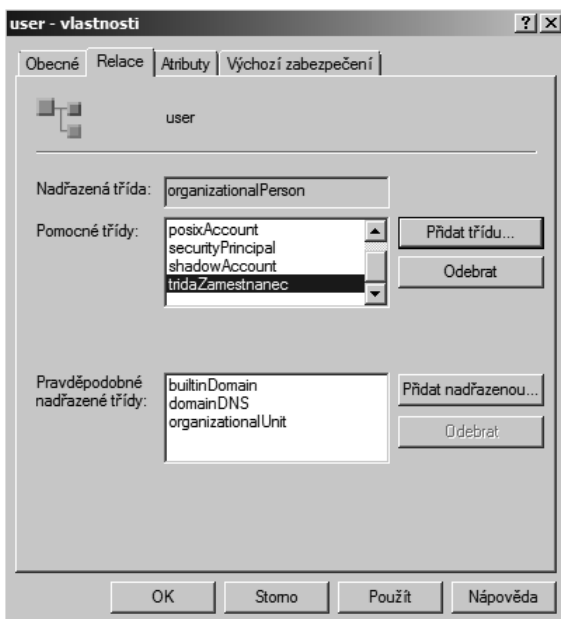 user - vlastnosti
Obecné Relace Atributy Výchozí zabezpečení
user
Nadřazená třída: organizationalPerson
Pomocné třídy:
posixAccount
securityPrincipal
shadowAccount
tridaZamestnanec
Přidat třídu...
Odebrat
Pravděpodobné
nadřazené třídy:
builtinDomain
domainDNS
organizationalUnit
Přidat nadřazenou...
Odebrat
OK Storno Použít Nápověda